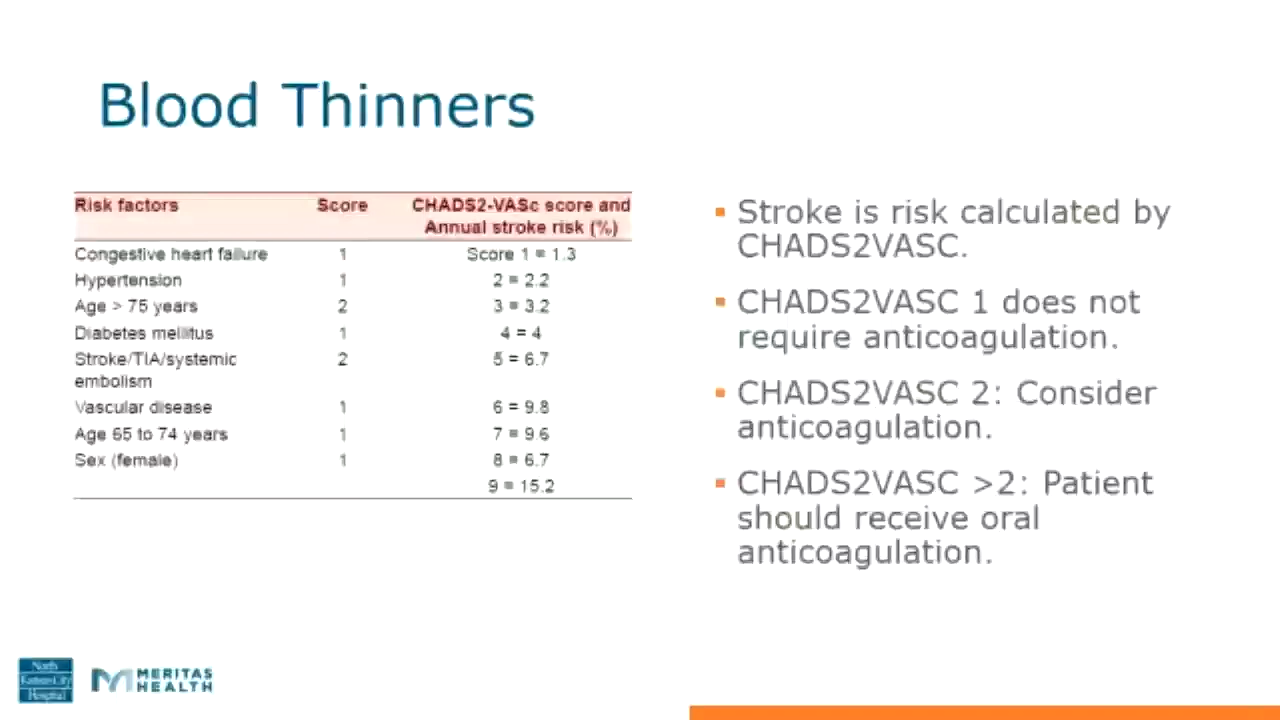 Blood Thinners
Risk factors Score CHADS2-VASc score and
Annual stroke risk (%)
Congestive heart failure 1 Score 1 = 1.3
Hypertension 1 2 = 2.2
Age > 75 years 2 3 = 3.2
Diabetes mellitus 1 4 = 4
Stroke/TIA/systemic 2 5 = 6.7
embolism
Vascular disease 1 6 = 9.8
Age 65 to 74 years 1 7 = 9.6
Sex (female) 1 8 = 6.7
9 = 15.2
▪ Stroke is risk calculated by
CHADS2VASC.
▪ CHADS2VASC 1 does not
require anticoagulation.
▪ CHADS2VASC 2: Consider
anticoagulation.
▪ CHADS2VASC >2: Patient
should receive oral
anticoagulation.
North
Kansas City
Hospital
MERITAS
HEALTH